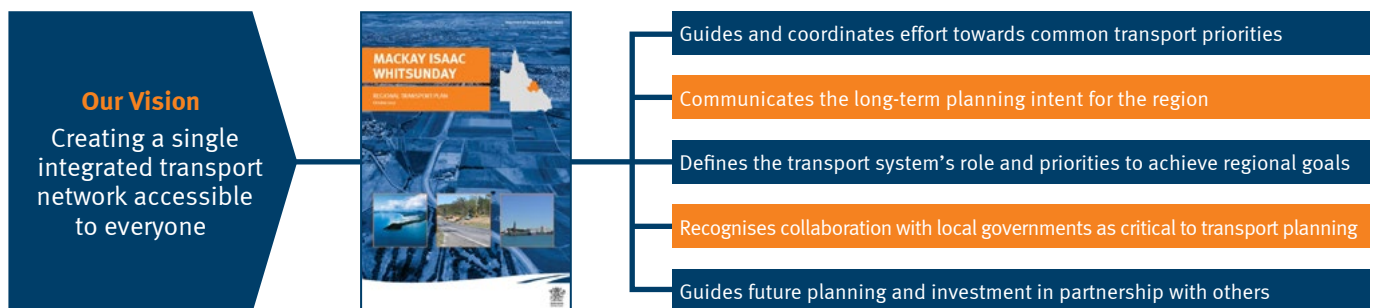 Our Vision
Creating a single
integrated transport
network accessible
to everyone
MACKAY ISAAC
WHITSUNDAY
REGIONAL TRANSPORT PLAN
Guides and coordinates effort towards common transport priorities
Communicates the long-term planning intent for the region
Defines the transport system's role and priorities to achieve regional goals
Recognises collaboration with local governments as critical to transport planning
Guides future planning and investment in partnership with others